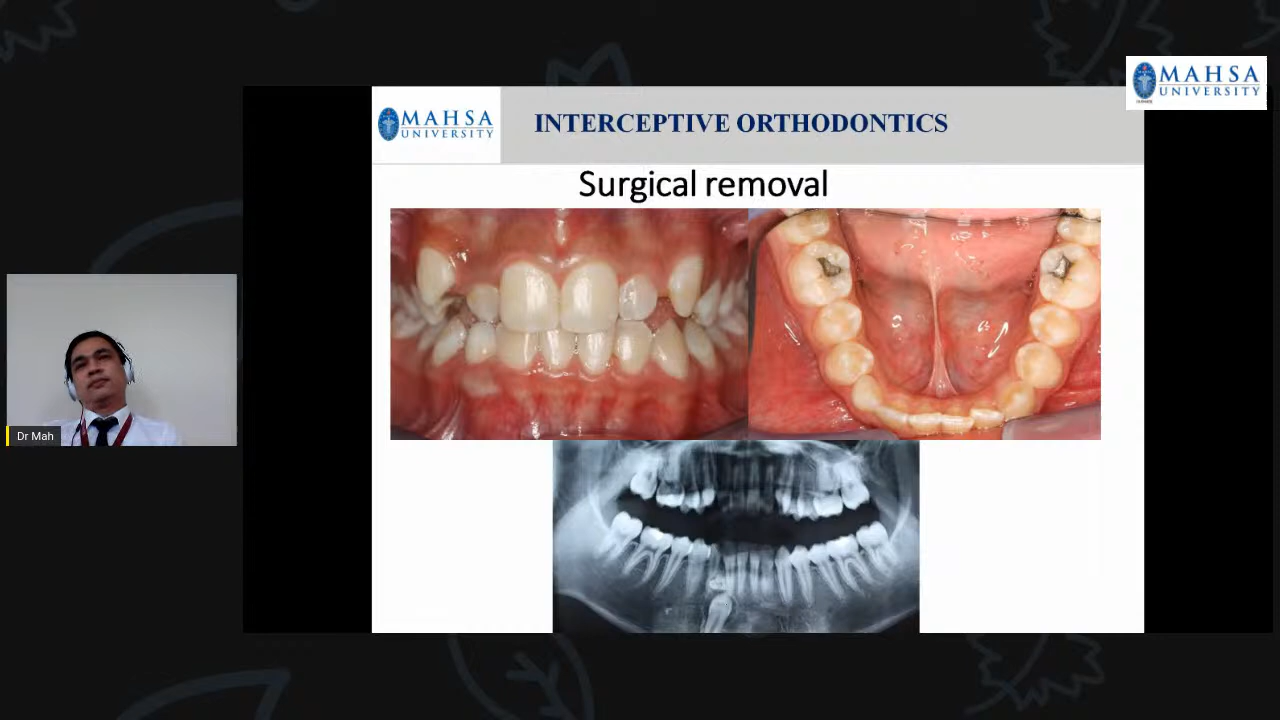 MAHSA
UNIVERSITY
MAHSA
UNIVERSITY
INTERCEPTIVE ORTHODONTICS
Surgical removal
Dr Mah